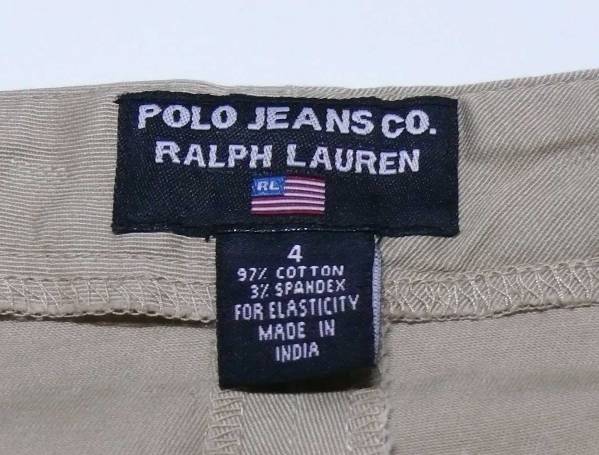 POLO JEANS CO.
RALPH LAUREN
RL
4
97% COTTON
3% SPANDEX
FOR ELASTICITY
MADE IN
INDIA